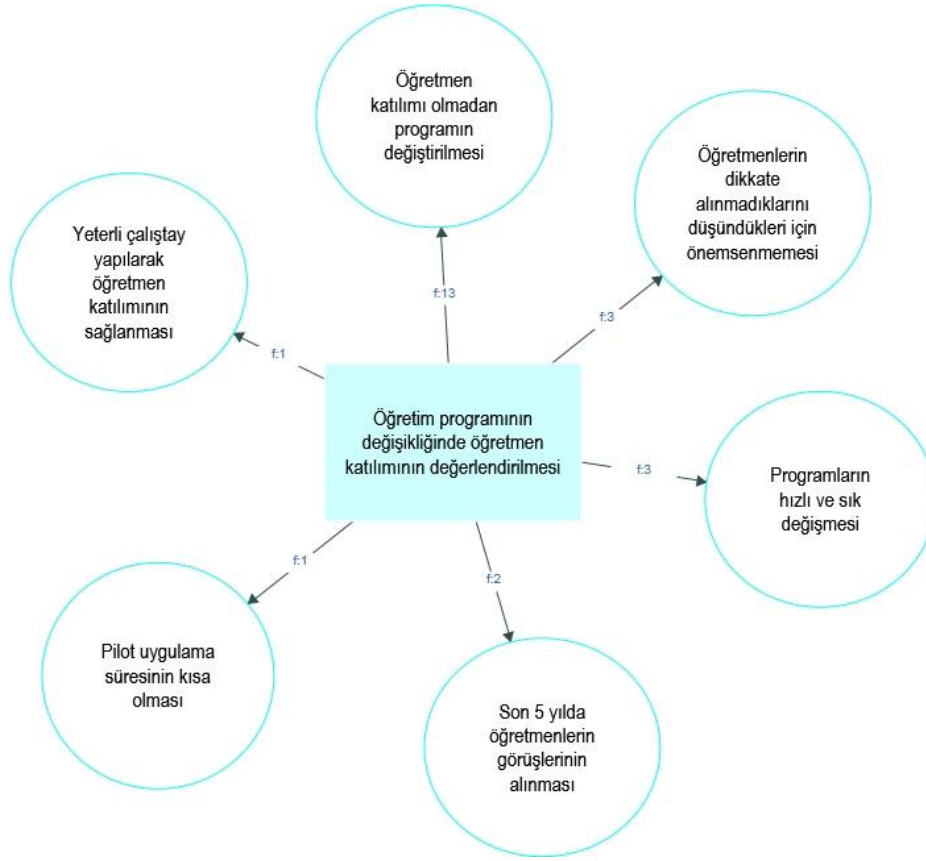 Öğretmen
katılımı olmadan
programın
değiştirilmesi
Öğretmenlerin
dikkate
alınmadıklarını
düşündükleri için
önemsenmemesi
Yeterli çalıştay
yapılarak
öğretmen
katılımının
sağlanması
f:13
f:3
f:1
Öğretim programının
değişikliğinde öğretmen
katılımının değerlendirilmesi
f:3
Programların
hızlı ve sık
değişmesi
f:1
f:2
Pilot uygulama
süresinin kısa
olması
Son 5 yılda
öğretmenlerin
görüşlerinin
alınması